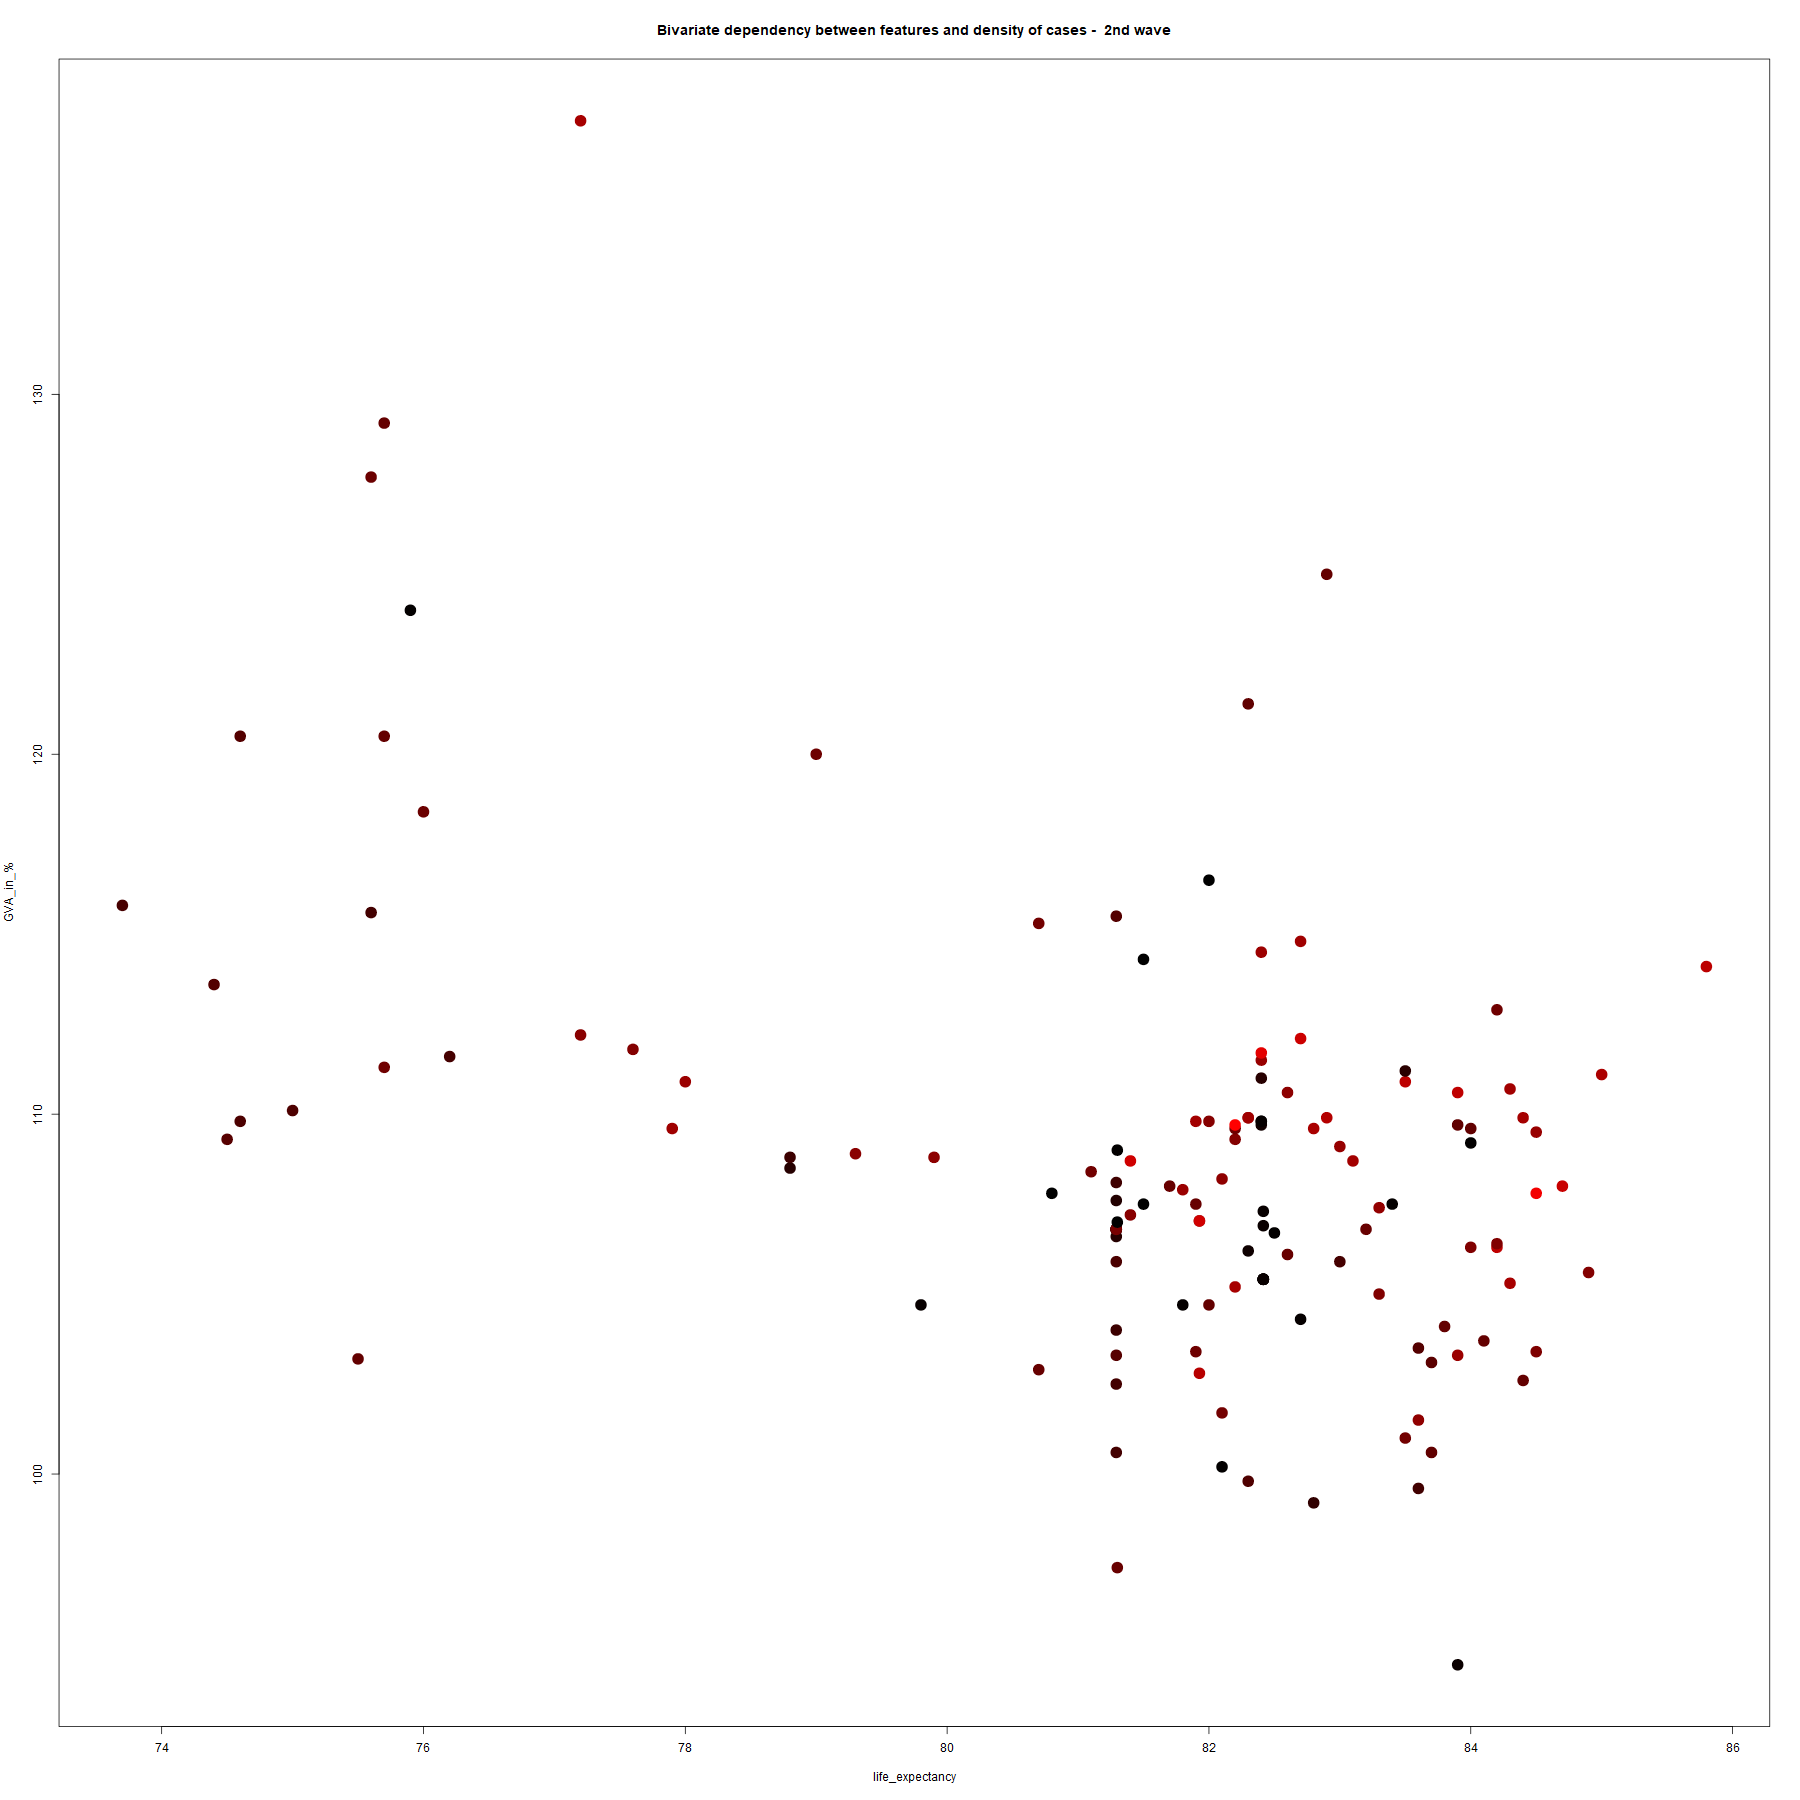 Bivariate dependency between features and density of cases -  2nd wave
130
120
110
100
GVA_in_%
74 76 78 80 82 84 86
life_expectancy